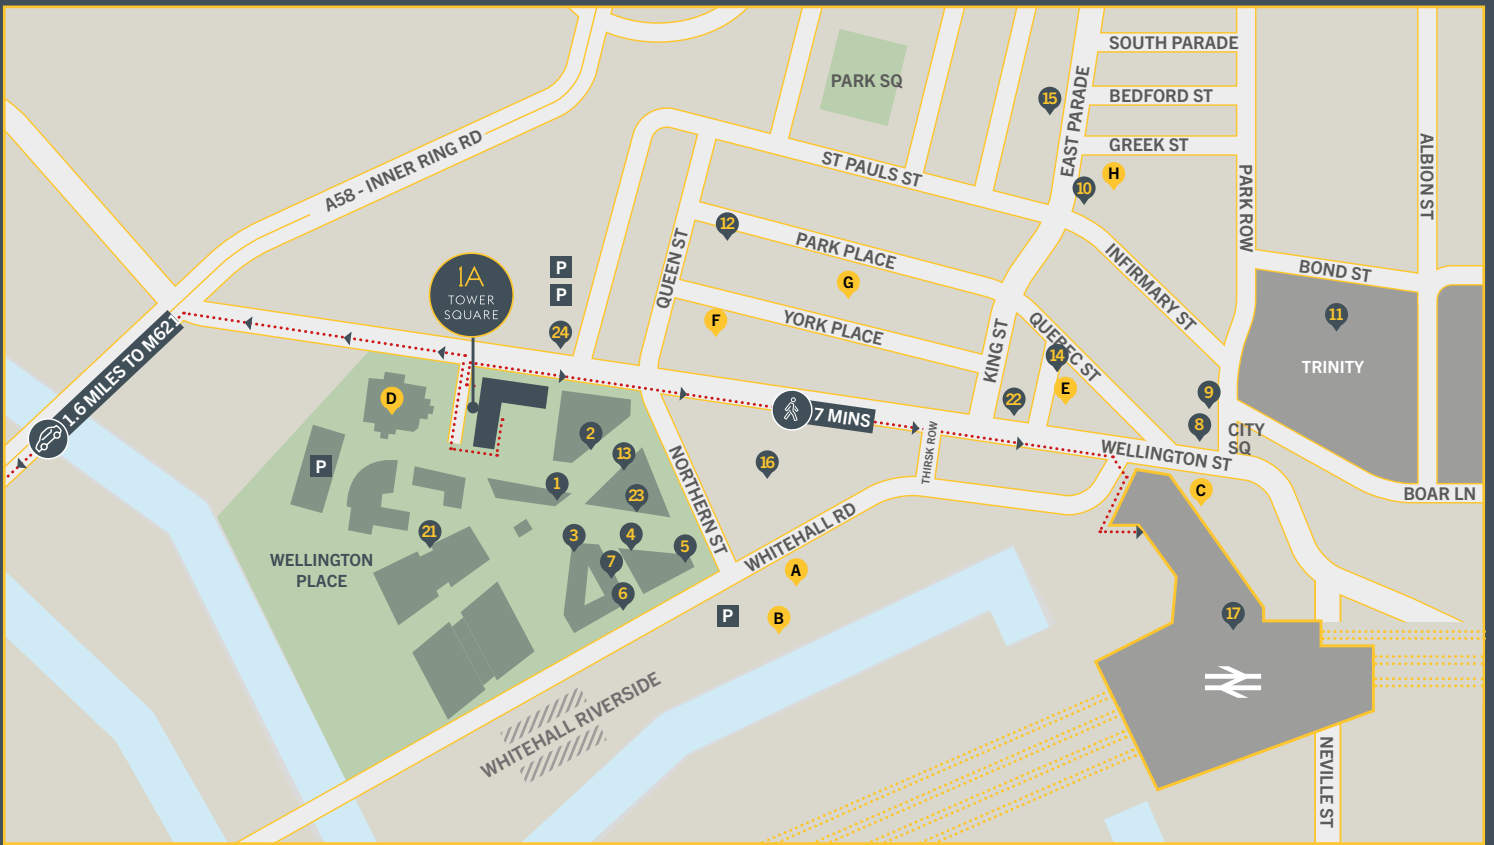 SOUTH PARADE
PARK SQ
BEDFORD ST
15
EAST PARADE
GREEK ST
ALBION ST
A58 - INNER RING RD
ST PAULS ST
H
10
PARK ROW
12
PARK PLACE
INFIRMARY ST
BOND ST
QUEEN ST
P
P
1A
TOWER
SQUARE
G
F
24
YORK PLACE
KING ST
QUEBEC ST
11
TRINITY
1.6 MILES TO M621
14
E
D
22
9
7 MINS
8
CITY
SQ
2
13
THIRSK ROW
WELLINGTON ST
P
16
1
23
C
BOAR LN
NORTHERN ST
21
3
4
5
WHITEHALL RD
WELLINGTON
PLACE
7
6
A
P
B
17
WHITEHALL RIVERSIDE
NEVILLE ST